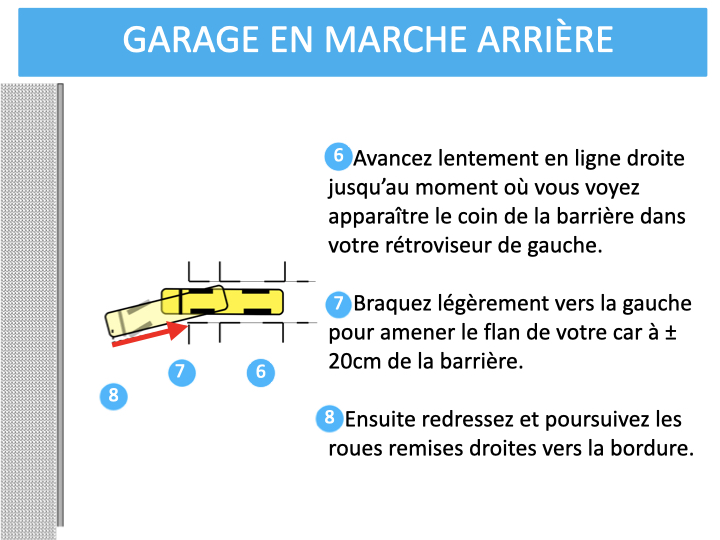 GARAGE EN MARCHE ARRIÈRE
6 Avancez lentement en ligne droite
jusqu'au moment où vous voyez
apparaître le coin de la barrière dans
votre rétroviseur de gauche.
7 Braquez légèrement vers la gauche
pour amener le flan de votre car à ±
20cm de la barrière.
8 Ensuite redressez et poursuivez les
roues remises droites vers la bordure.
7 6
8